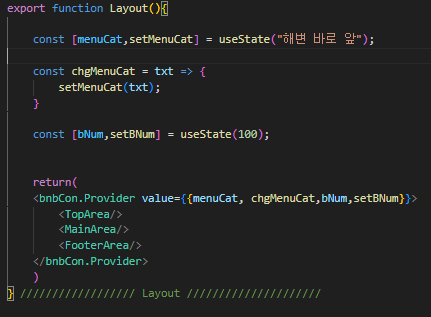 export function Layout(){
const [menuCat,setMenuCat] = useState("해변 바로 앞");
const chgMenuCat = txt => {
setMenuCat(txt);
}
const [bNum,setBNum] = useState(100);
return(
<bnbCon.Provider value={{menuCat, chgMenuCat,bNum,setBNum}}>
<TopArea/>
<MainArea/>
<FooterArea/>
</bnbCon.Provider>
)
} ////////////////// Layout /////////////////////